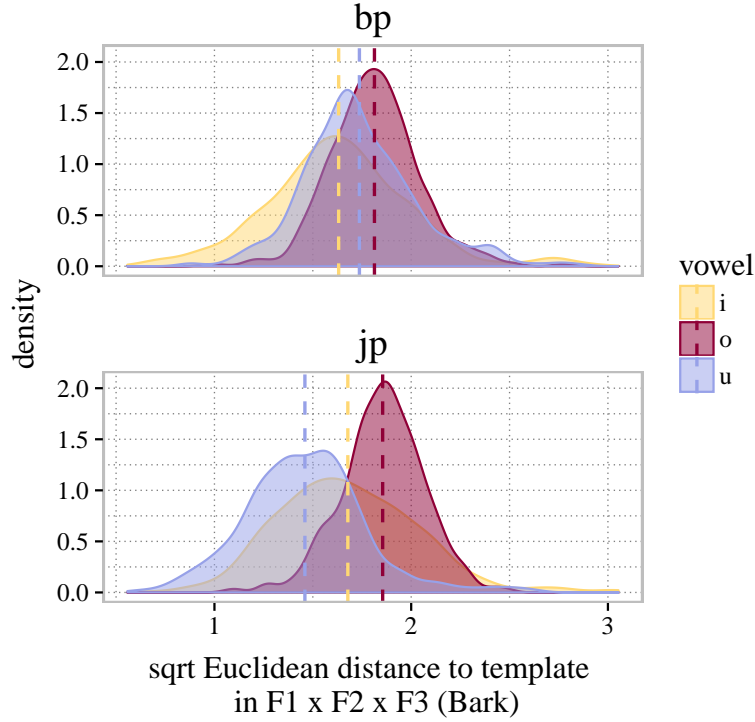 bp
2.0
1.5
1.0
0.5
0.0
density
jp
2.0
1.5
1.0
0.5
0.0
1 2 3
sqrt Euclidean distance to template
in F1 x F2 x F3 (Bark)
vowel
i
o
u